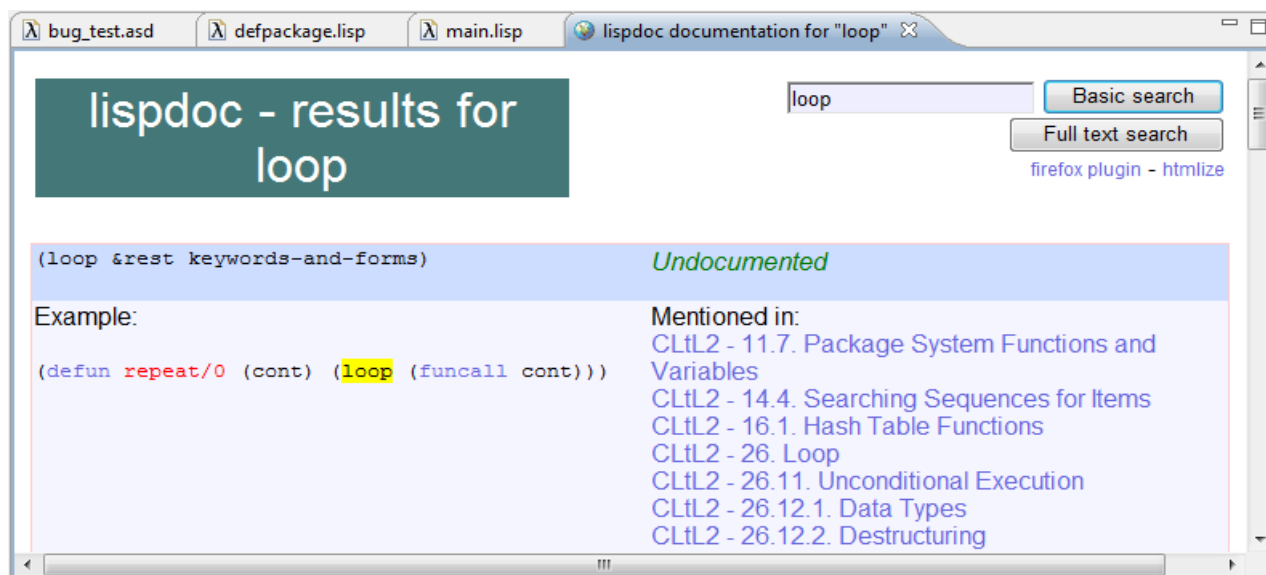 bug_test.asd
defpackage.lisp
main.lisp
lispdoc documentation for "loop"
lispdoc - results for
loop
loop
Basic search
Full text search
firefox plugin - htmlize
(loop &rest keywords-and-forms)
Undocumented
Example:
(defun repeat/0 (cont) (loop (funcall cont)))
Mentioned in:
CLtL2 - 11.7. Package System Functions and
Variables
CLtL2 - 14.4. Searching Sequences for Items
CLtL2 - 16.1. Hash Table Functions
CLtL2 - 26. Loop
CLtL2 - 26.11. Unconditional Execution
CLtL2 - 26.12.1. Data Types
CLtL2 - 26.12.2. Destructuring